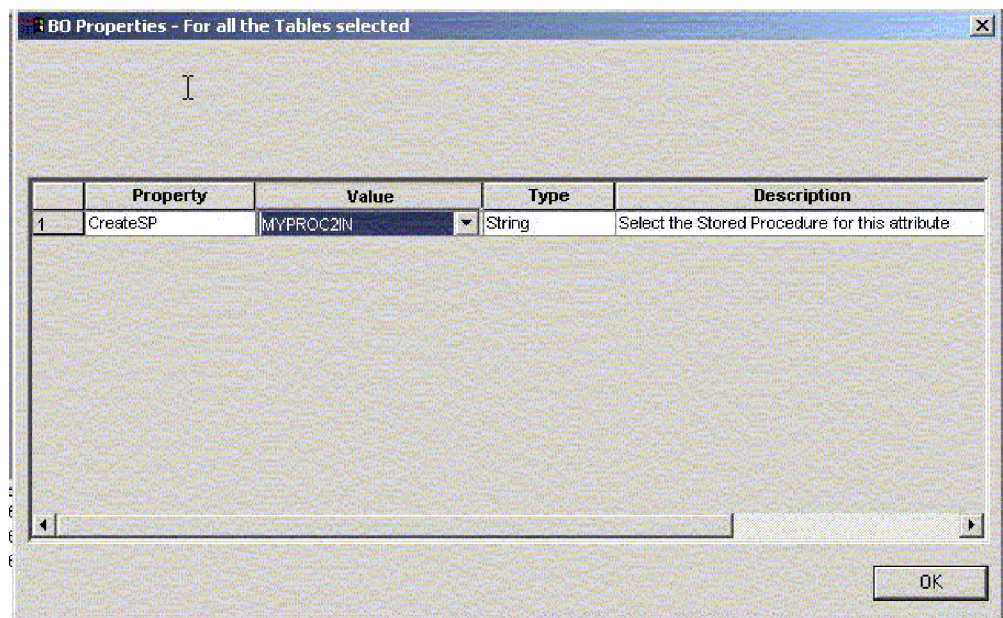 BO Properties - For all the Tables selected
Property Value Type Description
1 CreateSP MYPROC2IN String Select the Stored Procedure for this attribute
OK